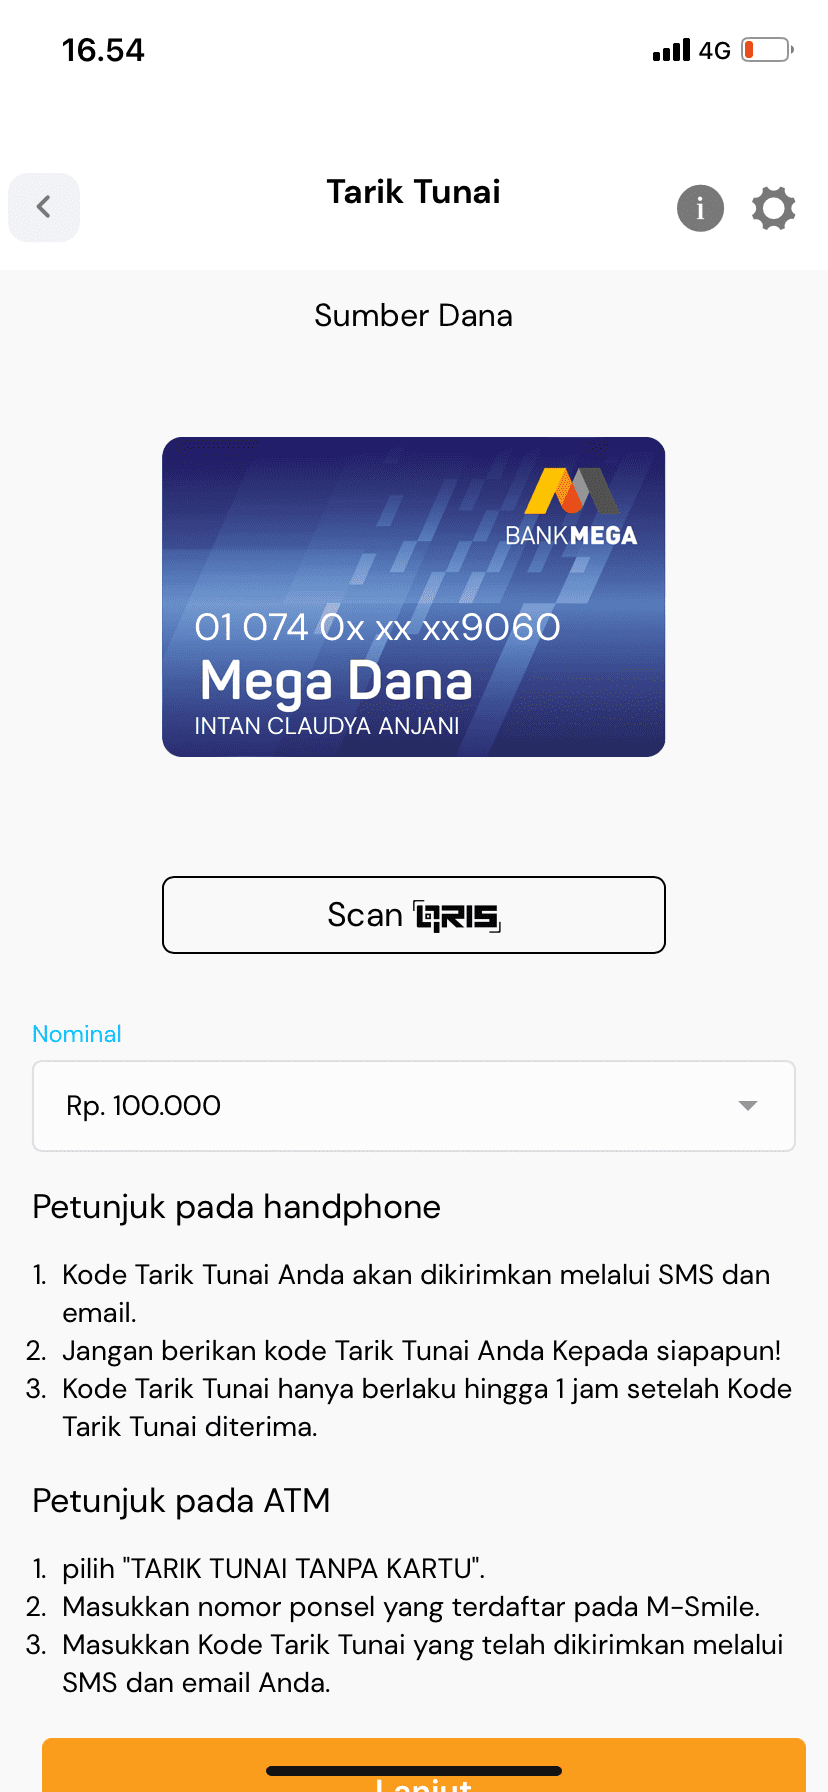 16.54
4G
Tarik Tunai
i
Sumber Dana
BANKMEGA
01 074 0x xx xx9060
Mega Dana
INTAN CLAUDYA ANJANI
Scan QRIS
Nominal
Rp. 100.000
Petunjuk pada handphone
1. Kode Tarik Tunai Anda akan dikirimkan melalui SMS dan
email.
2. Jangan berikan kode Tarik Tunai Anda Kepada siapapun!
3. Kode Tarik Tunai hanya berlaku hingga 1 jam setelah Kode
Tarik Tunai diterima.
Petunjuk pada ATM
1. pilih "TARIK TUNAI TANPA KARTU".
2. Masukkan nomor ponsel yang terdaftar pada M-Smile.
3. Masukkan Kode Tarik Tunai yang telah dikirimkan melalui
SMS dan email Anda.
Lanjut